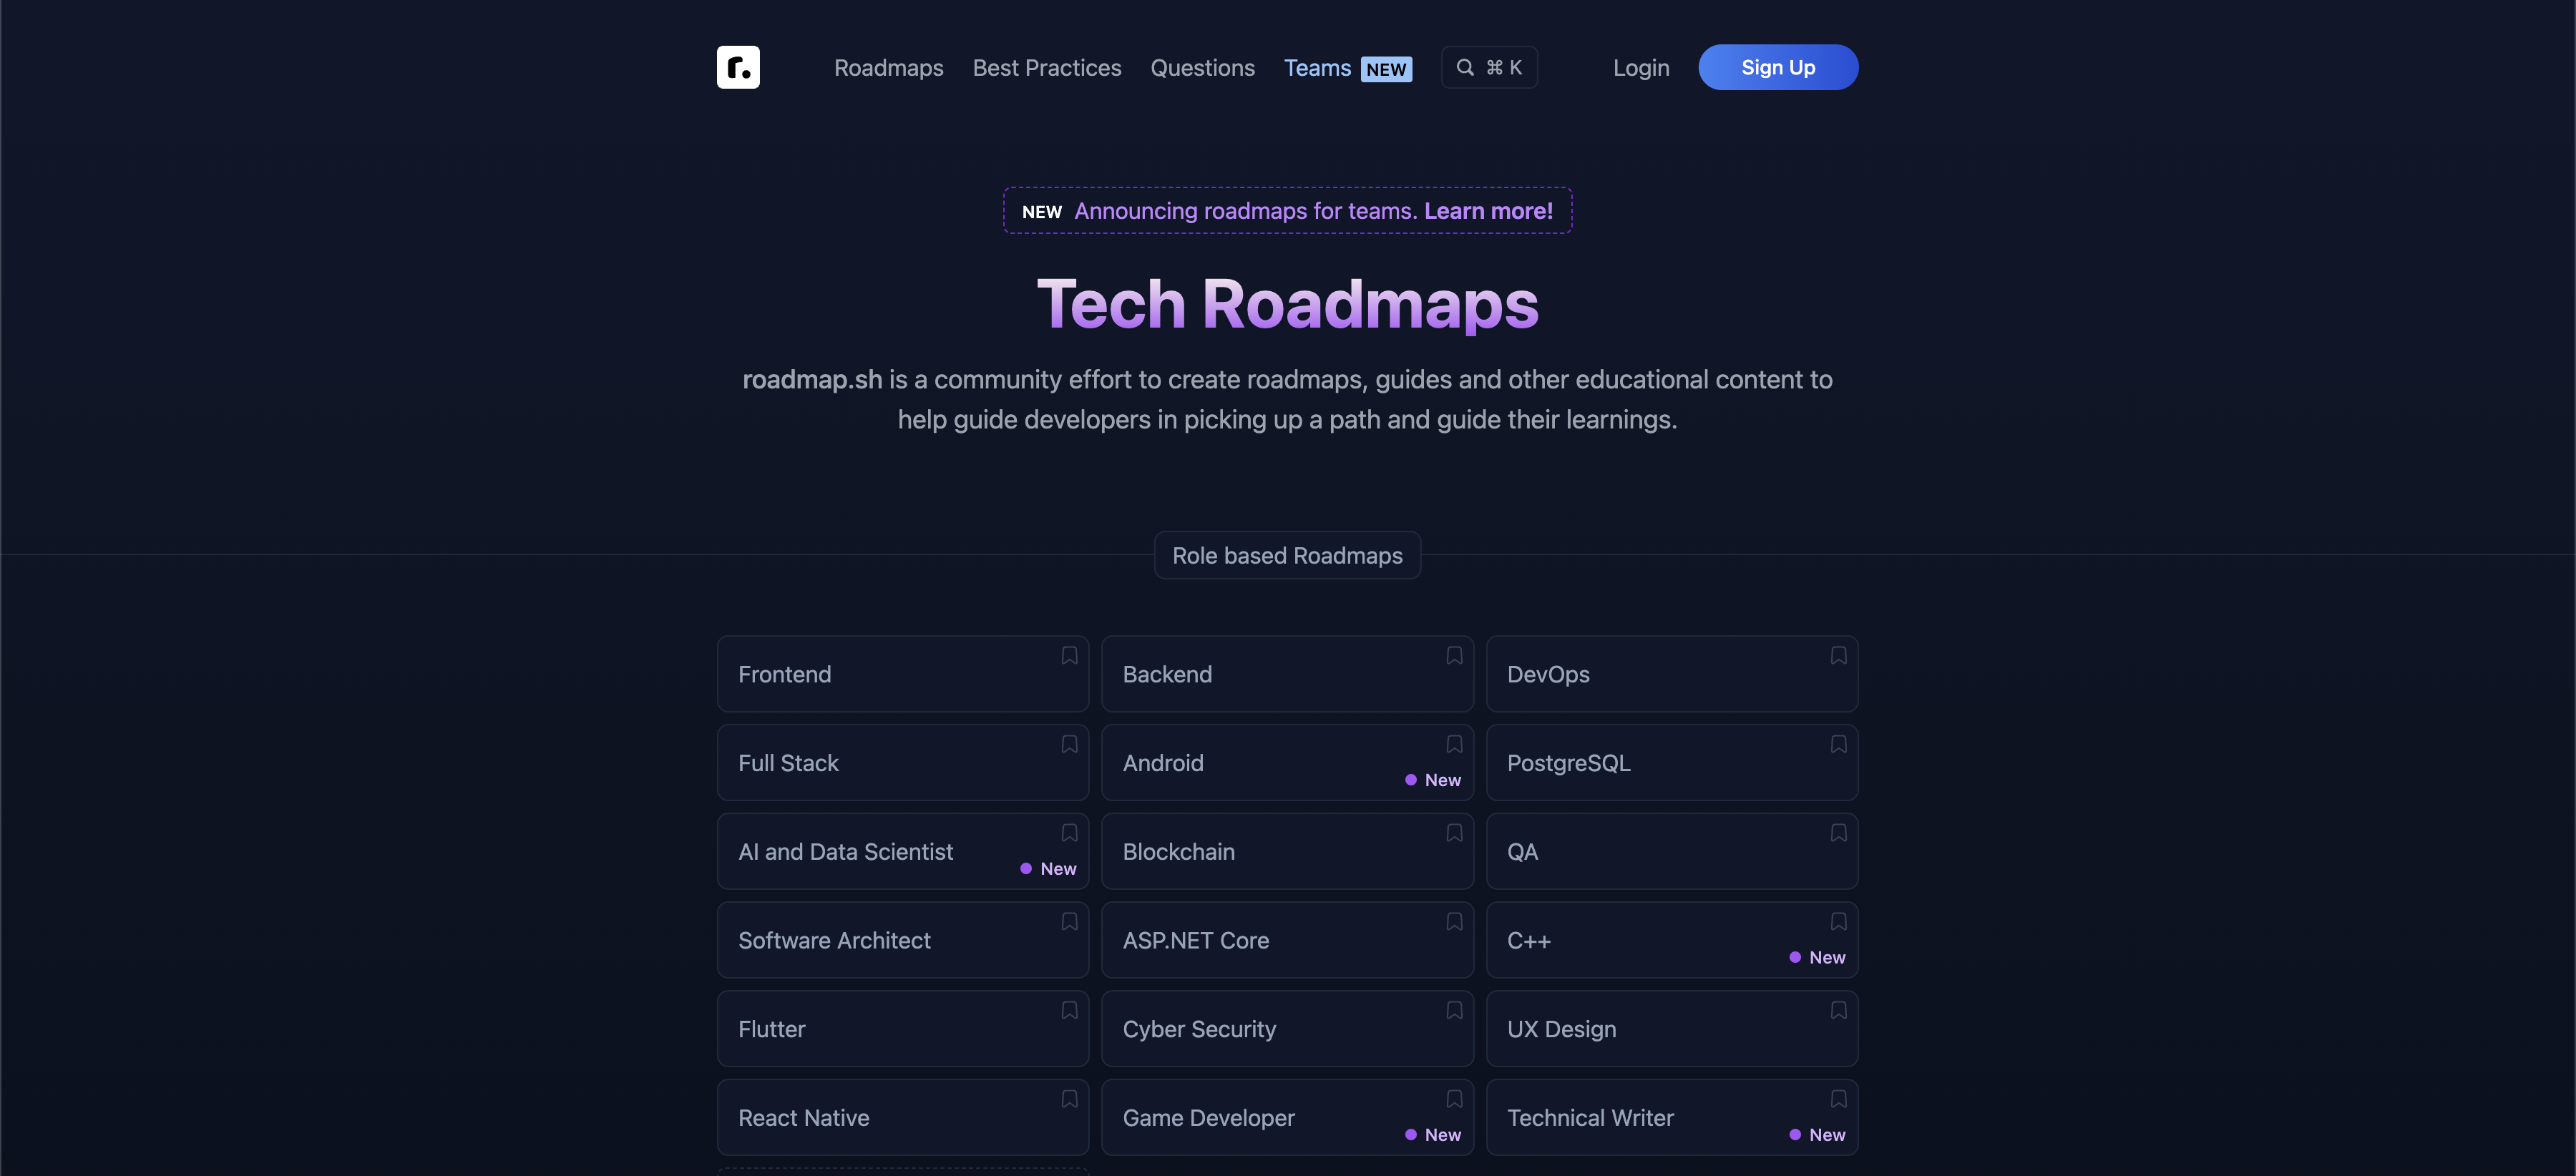 r.
Roadmaps Best Practices Questions Teams NEW ⌘ K Login Sign Up
NEW Announcing roadmaps for teams. Learn more!
Tech Roadmaps
roadmap.sh is a community effort to create roadmaps, guides and other educational content to
help guide developers in picking up a path and guide their learnings.
Role based Roadmaps
Frontend
Backend
DevOps
Full Stack
Android
New
PostgreSQL
AI and Data Scientist
New
Blockchain
QA
Software Architect
ASP.NET Core
C++
New
Flutter
Cyber Security
UX Design
React Native
Game Developer
New
Technical Writer
New